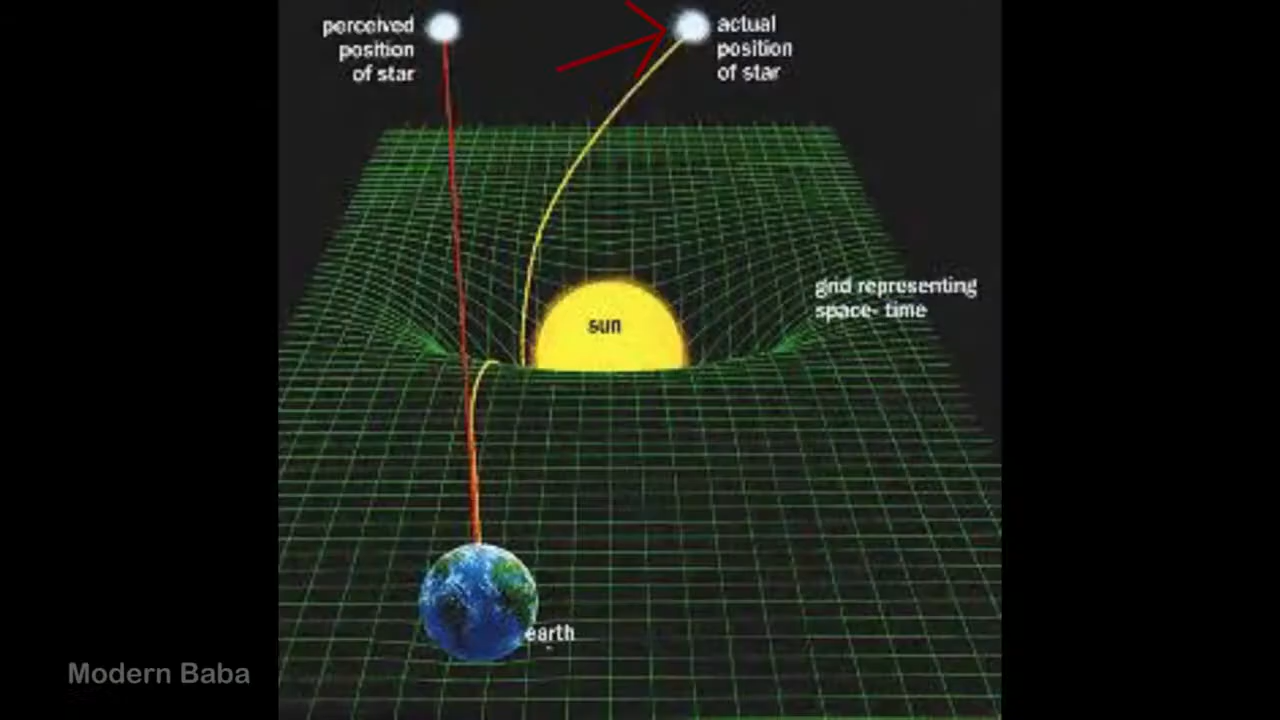 perceived
position
of star
actual
position
of star
grid representing
space- time
sun
earth
Modern Baba